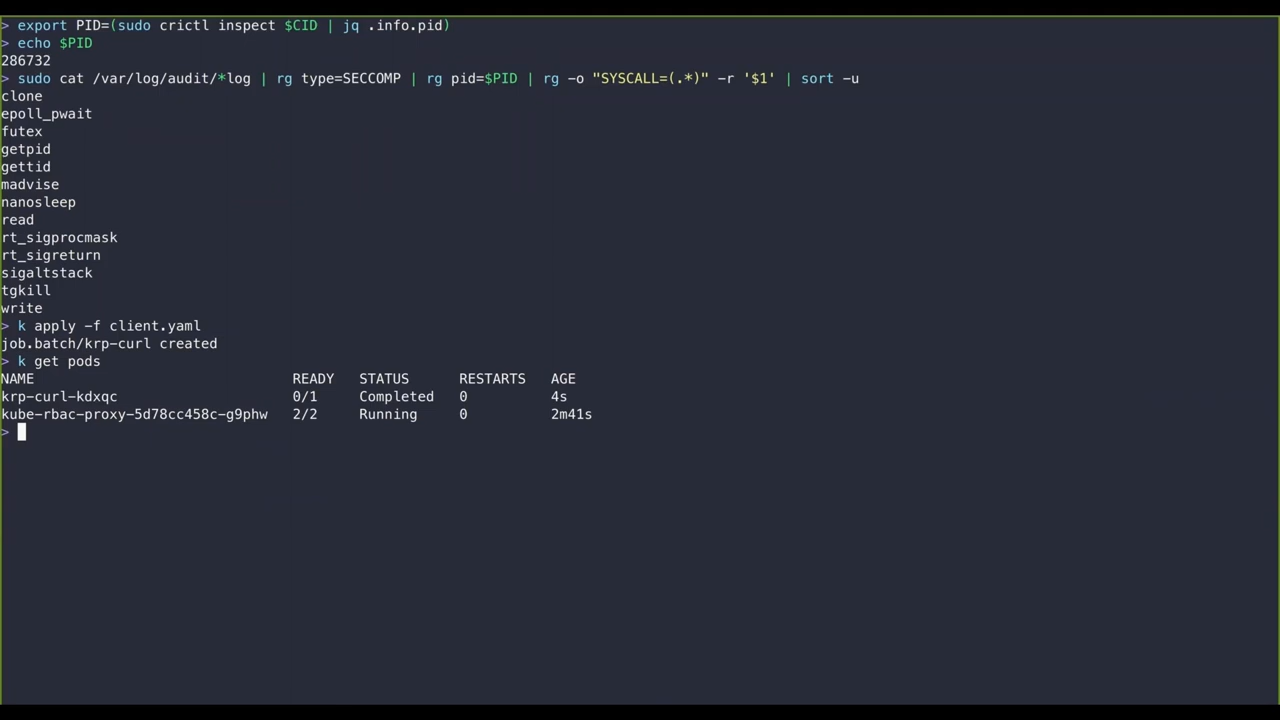 > export PID=(sudo crictl inspect $CID | jq .info.pid)
> echo $PID
286732
> sudo cat /var/log/audit/*log | rg type=SECCOMP | rg pid=$PID | rg -o "SYSCALL=(.*)" -r '$1' | sort -u
clone
epoll_pwait
futex
getpid
gettid
madvise
nanosleep
read
rt_sigprocmask
rt_sigreturn
sigaltstack
tgkill
write
> k apply -f client.yaml
job.batch/krp-curl created
> k get pods
NAME READY STATUS RESTARTS AGE
krp-curl-kdxqc 0/1 Completed 0 4s
kube-rbac-proxy-5d78cc458c-g9phw 2/2 Running 0 2m41s
>